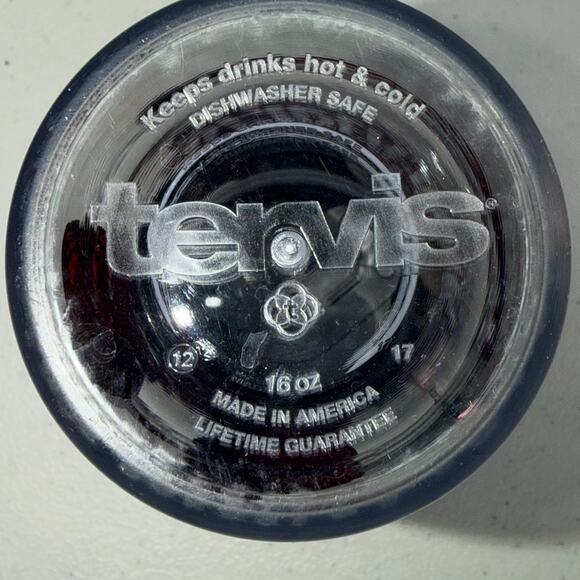 Keeps drinks hot & cold
DISHWASHER SAFE
tervis®
12 17
16 OZ
MADE IN AMERICA
LIFETIME GUARANTEE